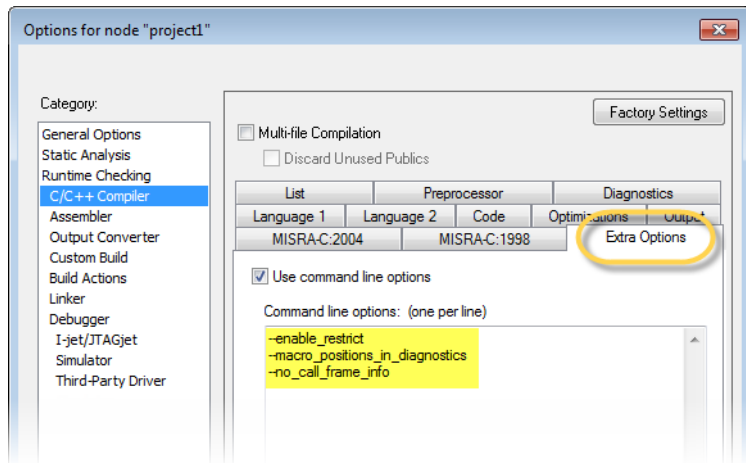 Options for node "project1"
Category:
Factory Settings
General Options
Static Analysis
Runtime Checking
C/C++ Compiler
Assembler
Output Converter
Custom Build
Build Actions
Linker
Debugger
I-jet/JTAGjet
Simulator
Third-Party Driver
Multi-file Compilation
Discard Unused Publics
List Preprocessor Diagnostics
Language 1 Language 2 Code Optimizations Output
MISRA-C:2004 MISRA-C:1998 Extra Options
Use command line options
Command line options: (one per line)
--enable_restrict
--macro_positions_in_diagnostics
--no_call_frame_info